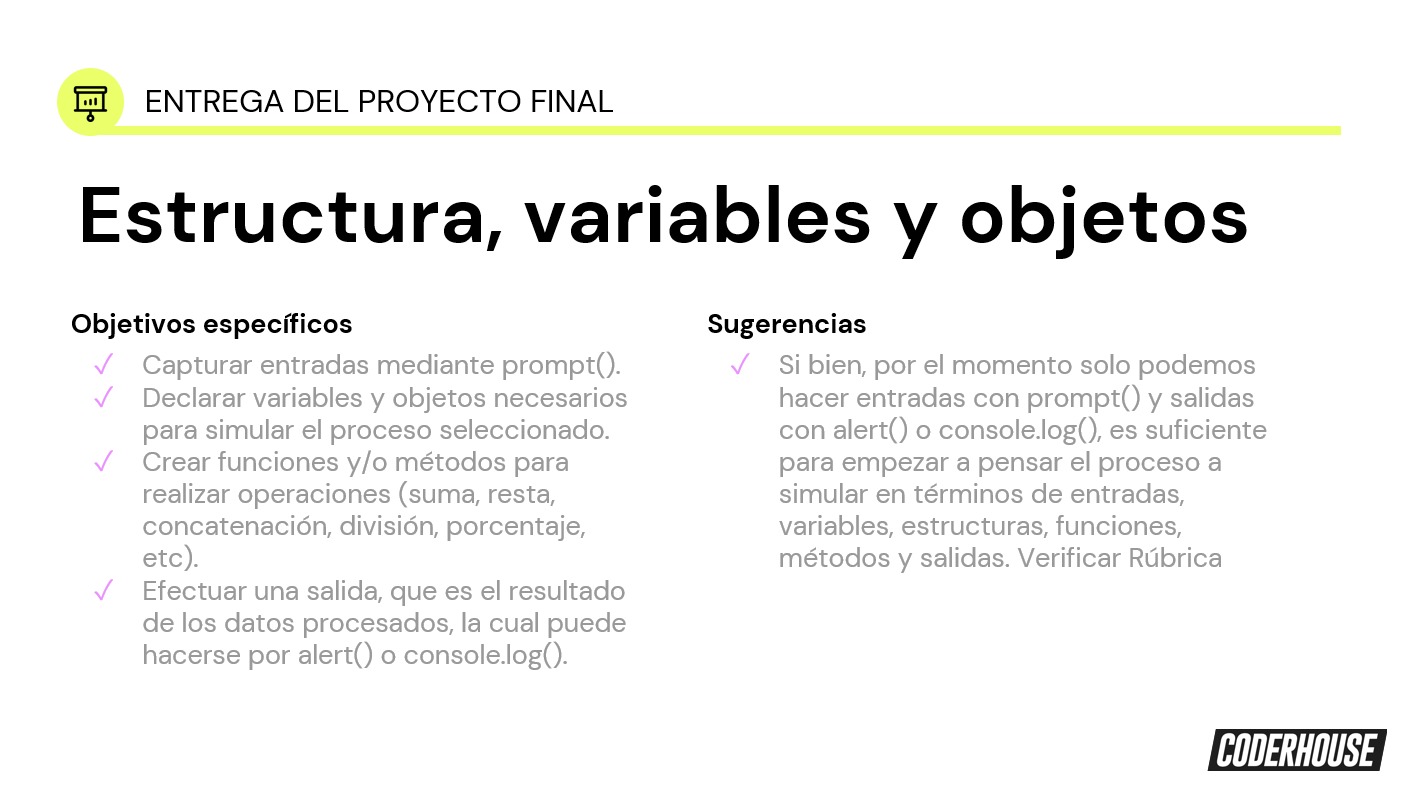 ENTREGA DEL PROYECTO FINAL
Estructura, variables y objetos
Objetivos específicos
✓ Capturar entradas mediante prompt().
✓ Declarar variables y objetos necesarios
para simular el proceso seleccionado.
✓ Crear funciones y/o métodos para
realizar operaciones (suma, resta,
concatenación, división, porcentaje,
etc).
✓ Efectuar una salida, que es el resultado
de los datos procesados, la cual puede
hacerse por alert() o console.log().
Sugerencias
✓ Si bien, por el momento solo podemos
hacer entradas con prompt() y salidas
con alert() o console.log(), es suficiente
para empezar a pensar el proceso a
simular en términos de entradas,
variables, estructuras, funciones,
métodos y salidas. Verificar Rúbrica
CODERHOUSE